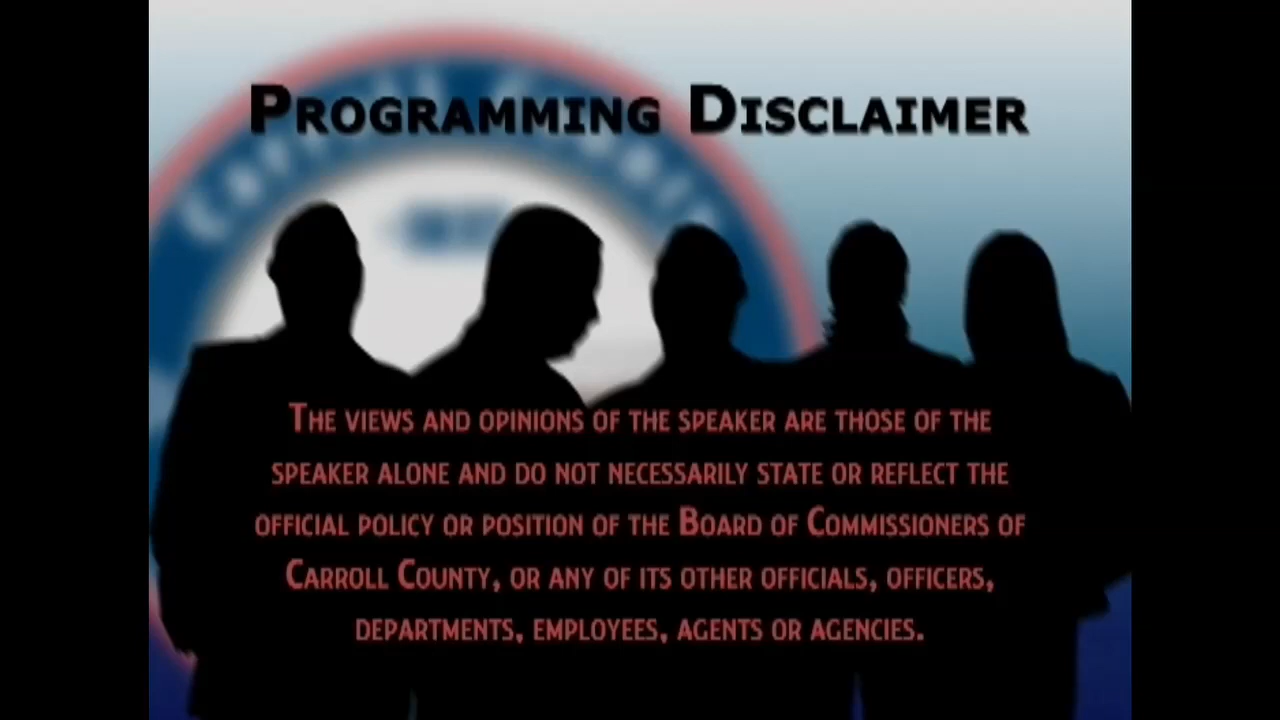 Carroll County
PROGRAMMING DISCLAIMER
THE VIEWS AND OPINIONS OF THE SPEAKER ARE THOSE OF THE
SPEAKER ALONE AND DO NOT NECESSARILY STATE OR REFLECT THE
OFFICIAL POLICY OR POSITION OF THE BOARD OF COMMISSIONERS OF
CARROLL COUNTY, OR ANY OF ITS OTHER OFFICIALS, OFFICERS,
DEPARTMENTS, EMPLOYEES, AGENTS OR AGENCIES.